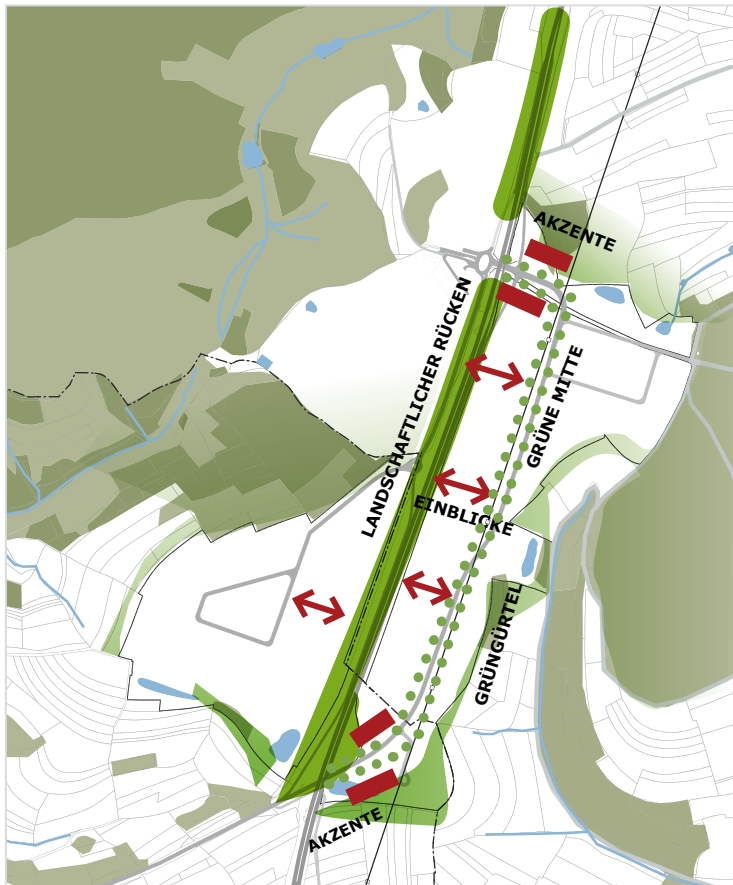 AKZENTE
LANDSCHAFTLICHER RÜCKEN
GRÜNE MITTE
EINBLICKE
GRÜNGÜRTEL
AKZENTE